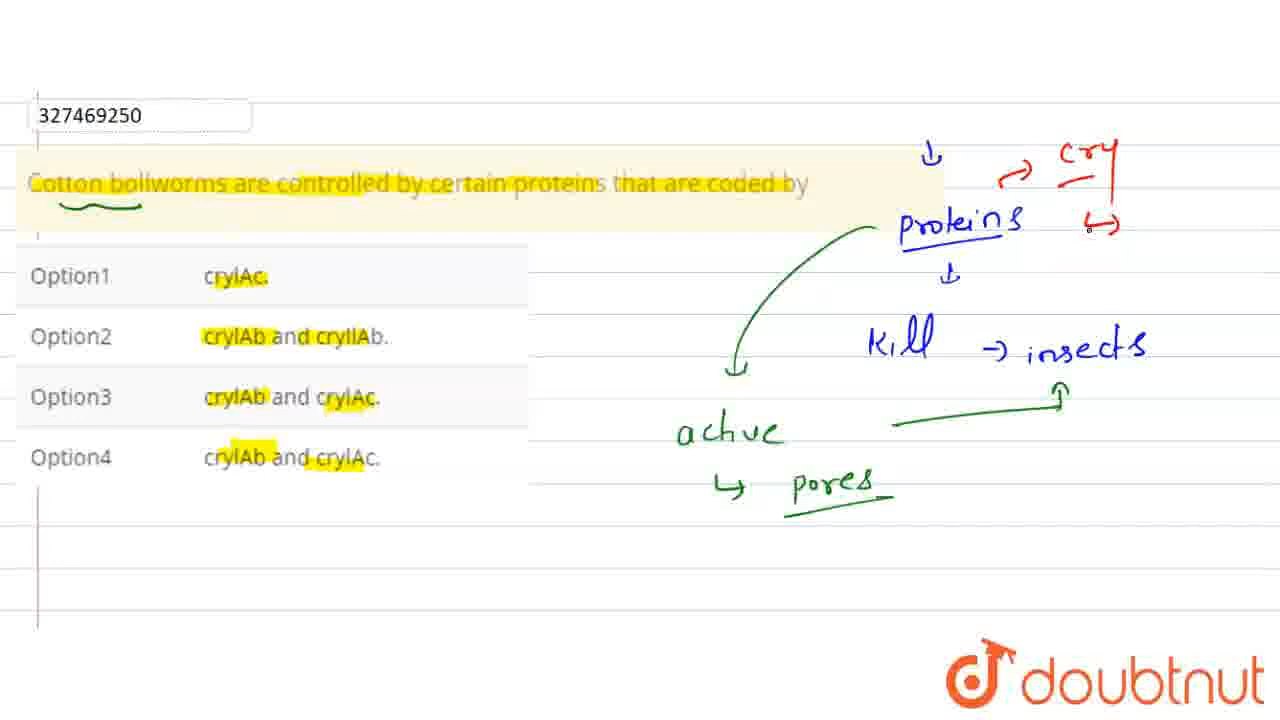 327469250
Cotton bollworms are controlled by certain proteins that are coded by
Option1 crylAc.
Option2 crylAb and cryllAb.
Option3 crylAb and crylAc.
Option4 crylAb and crylAc.
cry
proteins
kill → insects
active
↳ pores
doubtnut